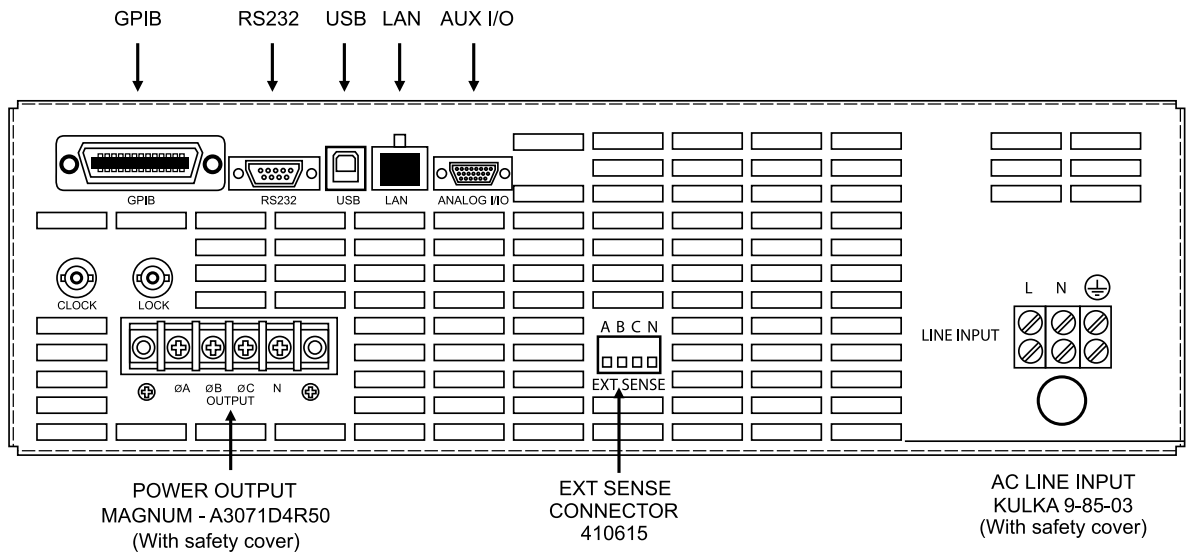 GPIB RS232 USB LAN AUX I/O
GPIB RS232 USB LAN ANALOG I/IO
CLOCK LOCK
L N
A B C N
LINE INPUT
EXT SENSE
ØA ØB ØC N
OUTPUT
POWER OUTPUT
MAGNUM - A3071D4R50
(With safety cover)
EXT SENSE
CONNECTOR
410615
AC LINE INPUT
KULKA 9-85-03
(With safety cover)